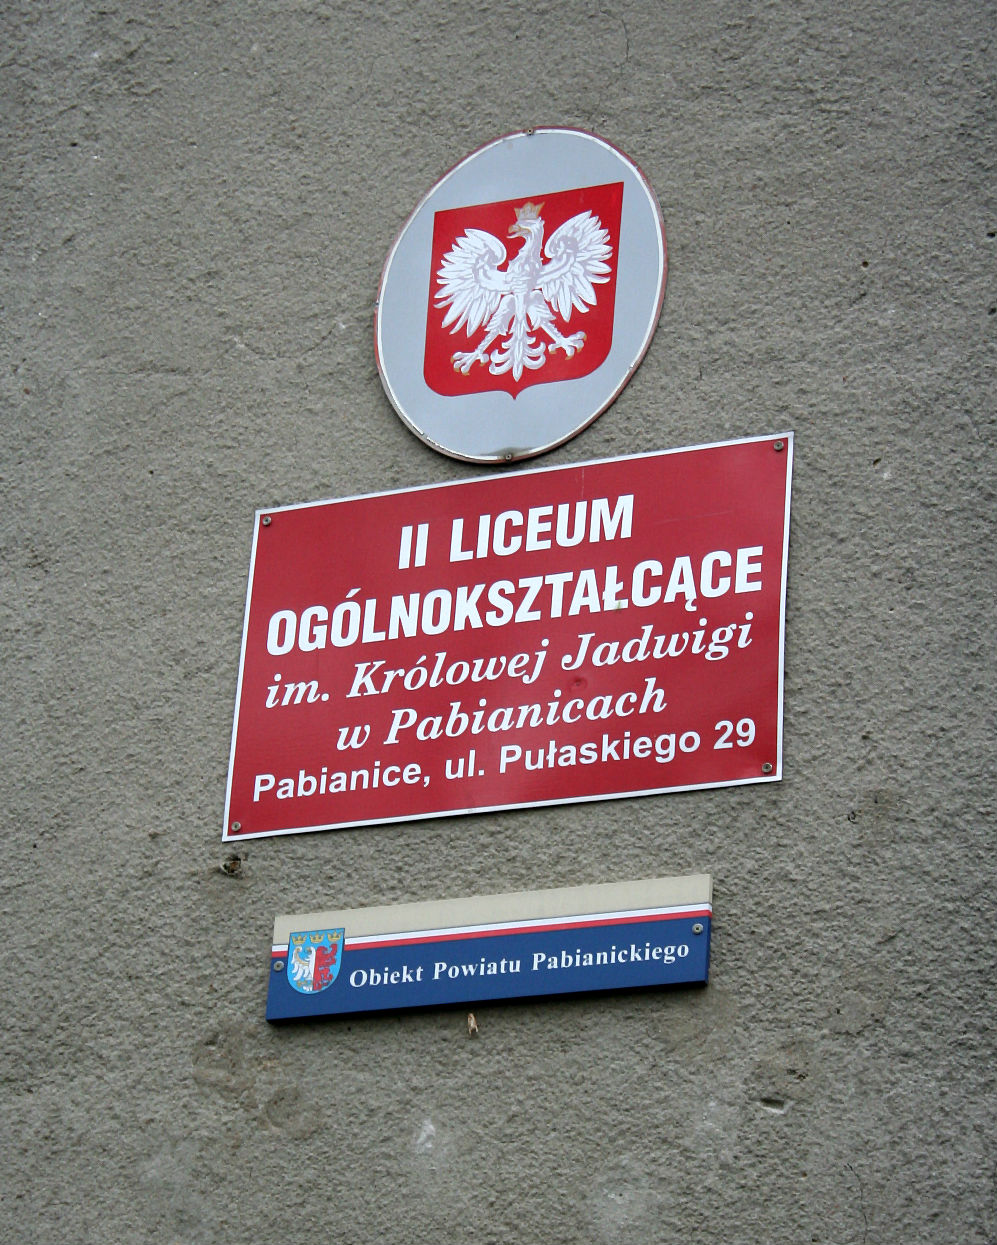 II LICEUM
OGÓLNOKSZTAŁCĄCE
im. Królowej Jadwigi
w Pabianicach
Pabianice, ul. Pułaskiego 29
Obiekt Powiatu Pabianickiego